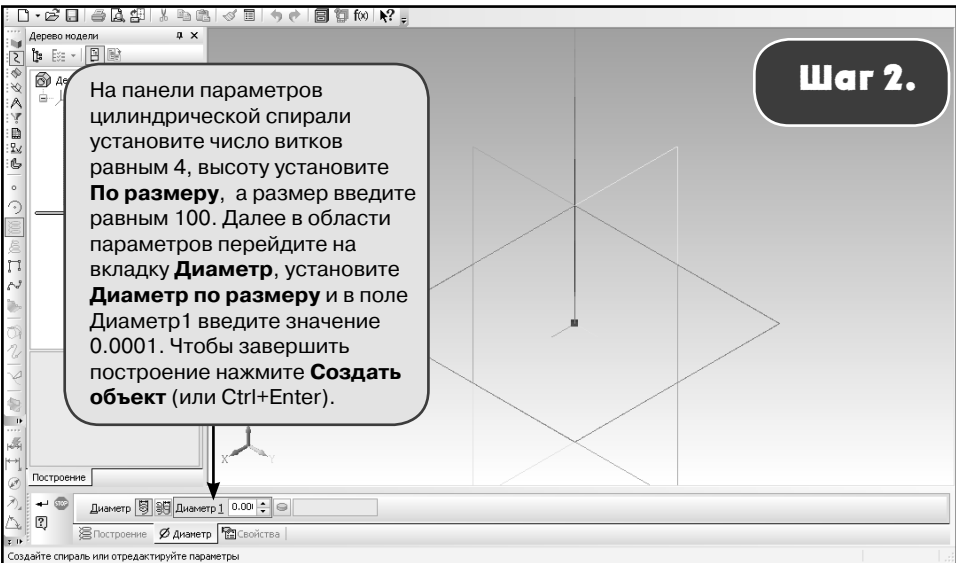 Дерево модели
Шаг 2.
На панели параметров
цилиндрической спирали
установите число витков
равным 4, высоту установите
По размеру, а размер введите
равным 100. Далее в области
параметров перейдите на
вкладку Диаметр, установите
Диаметр по размеру и в поле
Диаметр1 введите значение
0.0001. Чтобы завершить
построение нажмите Создать
объект (или Ctrl+Enter).
X
Y
Построение
STOP
Диаметр Диаметр 1 0.00
Построение Диаметр Свойства
Создайте спираль или отредактируйте параметры